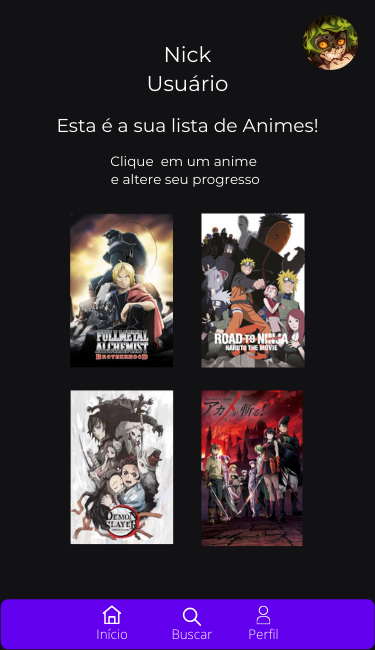 Nick
Usuário
Esta é a sua lista de Animes!
Clique em um anime
e altere seu progresso
FULLMETAL
ALCHEMIST
BROTHERHOOD
ROAD TO NINJA
NARUTO THE MOVIE
DEMON
SLAYER
アカメが斬る!
Início
Buscar
Perfil